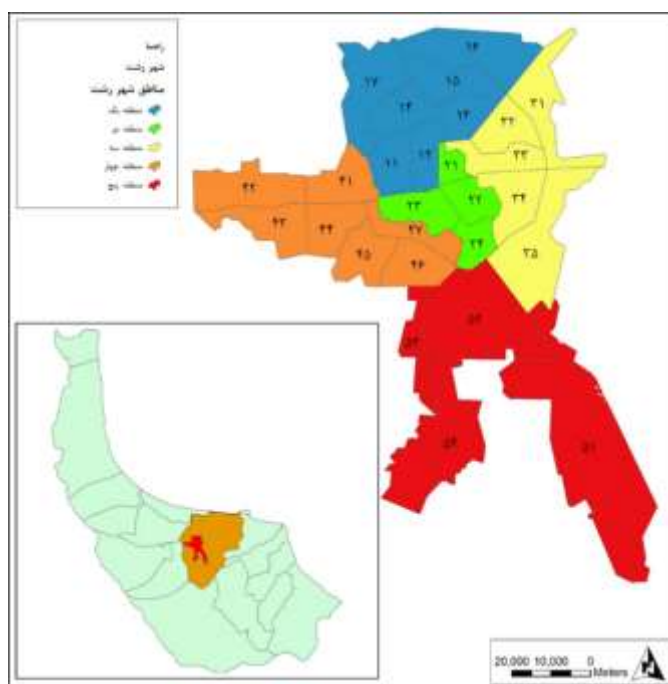 راهنما
شهر رشت
مناطق شهر رشت
منطقه یک
منطقه دو
منطقه سه
منطقه چهار
منطقه پنج
۱۶
۱۷
۱۵
۳۱
۱۳
۳۲
۱۱
۱۲
۲۱
۳۳
۴۱
۴۲
۲۲
۳۴
۲۳
۴۳
۴۴
۴۷
۲۴
۴۵
۴۶
۳۵
۵۱
20,000 10,000 0
Meters